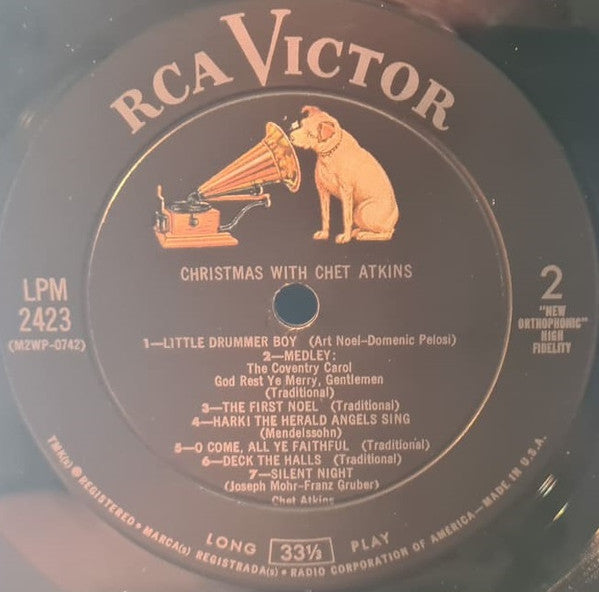 RCA VICTOR
CHRISTMAS WITH CHET ATKINS
LPM
2423
(M2WP-0742)
2
"NEW
ORTHOPHONIC"
HIGH
FIDELITY
1—LITTLE DRUMMER BOY (Art Noel-Domenic Pelosi)
2—MEDLEY:
The Coventry Carol
God Rest Ye Merry, Gentlemen
(Traditional)
3—THE FIRST NOEL (Traditional)
4—HARK! THE HERALD ANGELS SING
(Mendelssohn)
5—O COME, ALL YE FAITHFUL (Traditional)
6—DECK THE HALLS (Traditional)
7—SILENT NIGHT
(Joseph Mohr-Franz Gruber)
Chet Atkins
LONG 33⅓ PLAY
TMK(s) ® REGISTERED • MARCA(s) REGISTRADA(s) • RADIO CORPORATION OF AMERICA—MADE IN U.S.A.